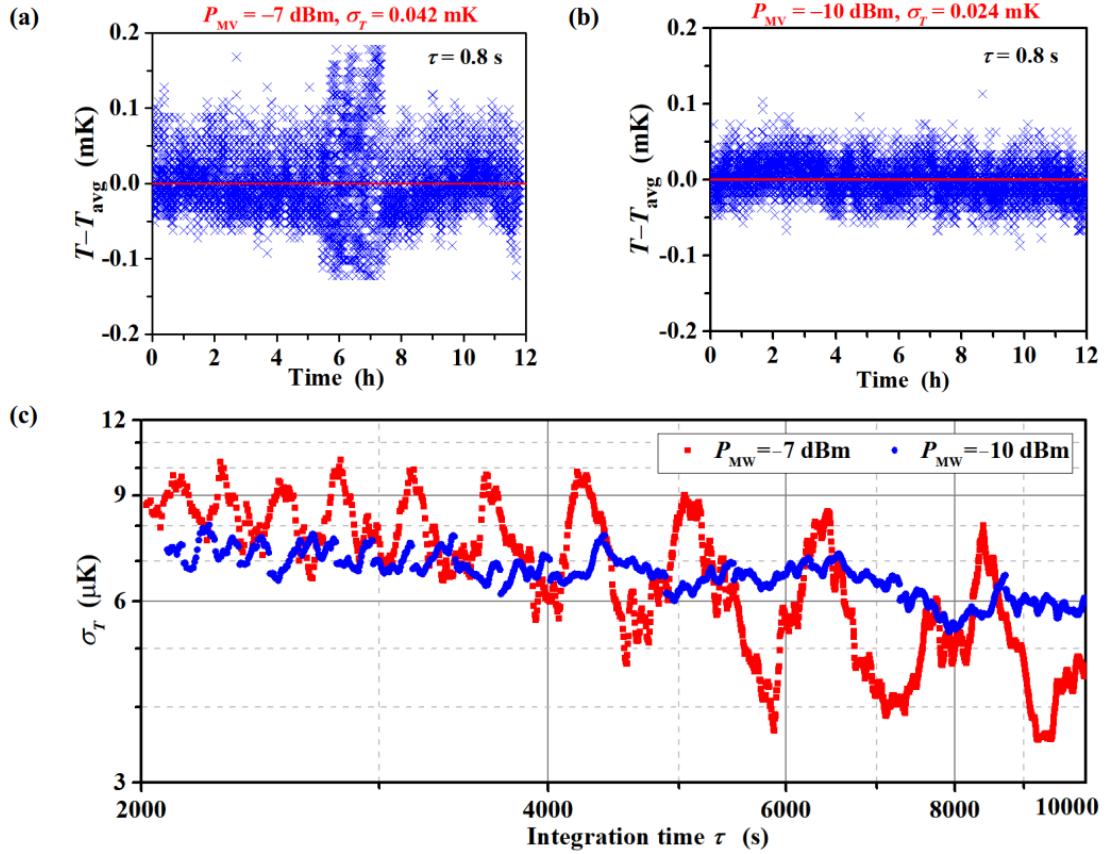 (a)
P_MV = −7 dBm, σ_T = 0.042 mK
0.2
0.1
0.0
-0.1
-0.2
T−T_avg (mK)
τ = 0.8 s
0 2 4 6 8 10 12
Time (h)
(b)
P_MV = −10 dBm, σ_T = 0.024 mK
0.2
0.1
0.0
-0.1
-0.2
T−T_avg (mK)
τ = 0.8 s
0 2 4 6 8 10 12
Time (h)
(c)
12
9
6
3
σ_T (μK)
P_MW=−7 dBm P_MW=−10 dBm
2000 4000 6000 8000 10000
Integration time τ (s)